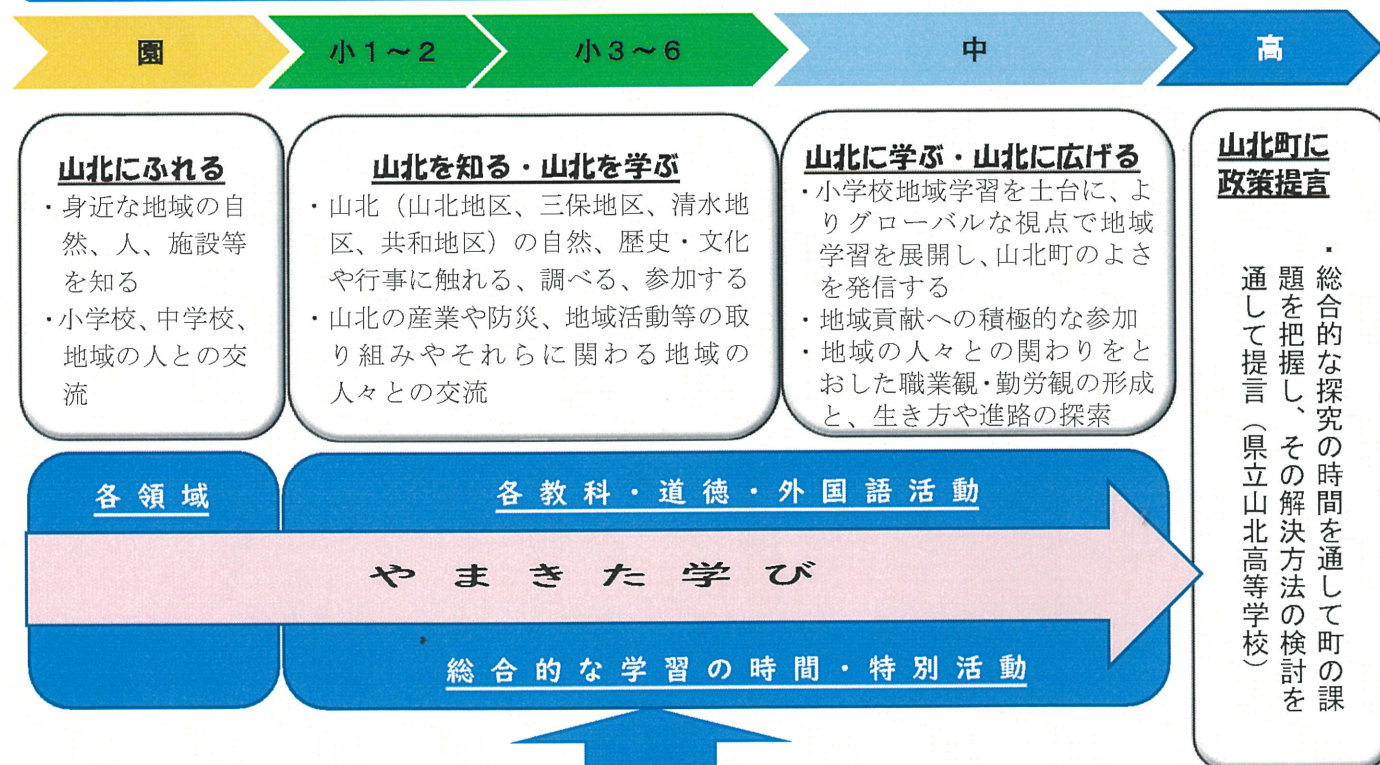 園
小１～２
小３～６
中
高
山北にふれる
・身近な地域の自
然、人、施設等
を知る
・小学校、中学校、
地域の人との交
流
山北を知る・山北を学ぶ
・山北（山北地区、三保地区、清水地
区、共和地区）の自然、歴史・文化
や行事に触れる、調べる、参加する
・山北の産業や防災、地域活動等の取
り組みやそれらに関わる地域の
人々との交流
山北に学ぶ・山北に広げる
・小学校地域学習を土台に、よ
りグローバルな視点で地域
学習を展開し、山北町のよさ
を発信する
・地域貢献への積極的な参加
・地域の人々との関わりをと
おした職業観・勤労観の形成
と、生き方や進路の探索
山北町に
政策提言
・総合的な探究の時間を通して町の課
題を把握し、その解決方法の検討を
通して提言（県立山北高等学校）
各領域
各教科・道徳・外国語活動
やまきた学び
総合的な学習の時間・特別活動